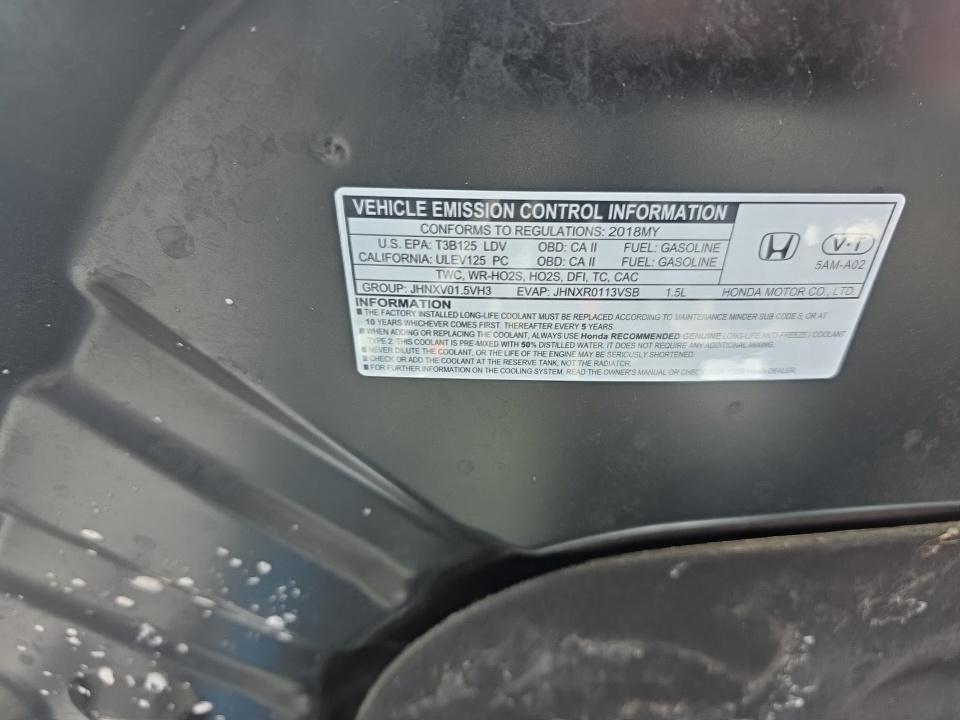 VEHICLE EMISSION CONTROL INFORMATION
CONFORMS TO REGULATIONS: 2018MY
U.S. EPA: T3B125 LDV OBD: CA II FUEL: GASOLINE
CALIFORNIA: ULEV125 PC OBD: CA II FUEL: GASOLINE
TWC, WR-HO2S, HO2S, DFI, TC, CAC
GROUP: JHNXV01.5VH3 EVAP: JHNXR0113VSB 1.5L HONDA MOTOR CO., LTD.
V-T
5AM-A02
INFORMATION
■ THE FACTORY INSTALLED LONG-LIFE COOLANT MUST BE REPLACED ACCORDING TO MAINTENANCE MINDER SUB CODE 5, OR AT
10 YEARS WHICHEVER COMES FIRST. THEREAFTER EVERY 5 YEARS.
■ WHEN ADDING OR REPLACING THE COOLANT, ALWAYS USE Honda RECOMMENDED GENUINE LONG-LIFE ANTI-FREEZE / COOLANT
TYPE 2. THIS COOLANT IS PRE-MIXED WITH 50% DISTILLED WATER. IT DOES NOT REQUIRE ANY ADDITIONAL MIXING.
■ NEVER DILUTE THE COOLANT, OR THE LIFE OF THE ENGINE MAY BE SERIOUSLY SHORTENED.
■ CHECK OR ADD THE COOLANT AT THE RESERVE TANK, NOT THE RADIATOR.
■ FOR FURTHER INFORMATION ON THE COOLING SYSTEM, READ THE OWNER'S MANUAL OR CHECK WITH YOUR Honda DEALER.